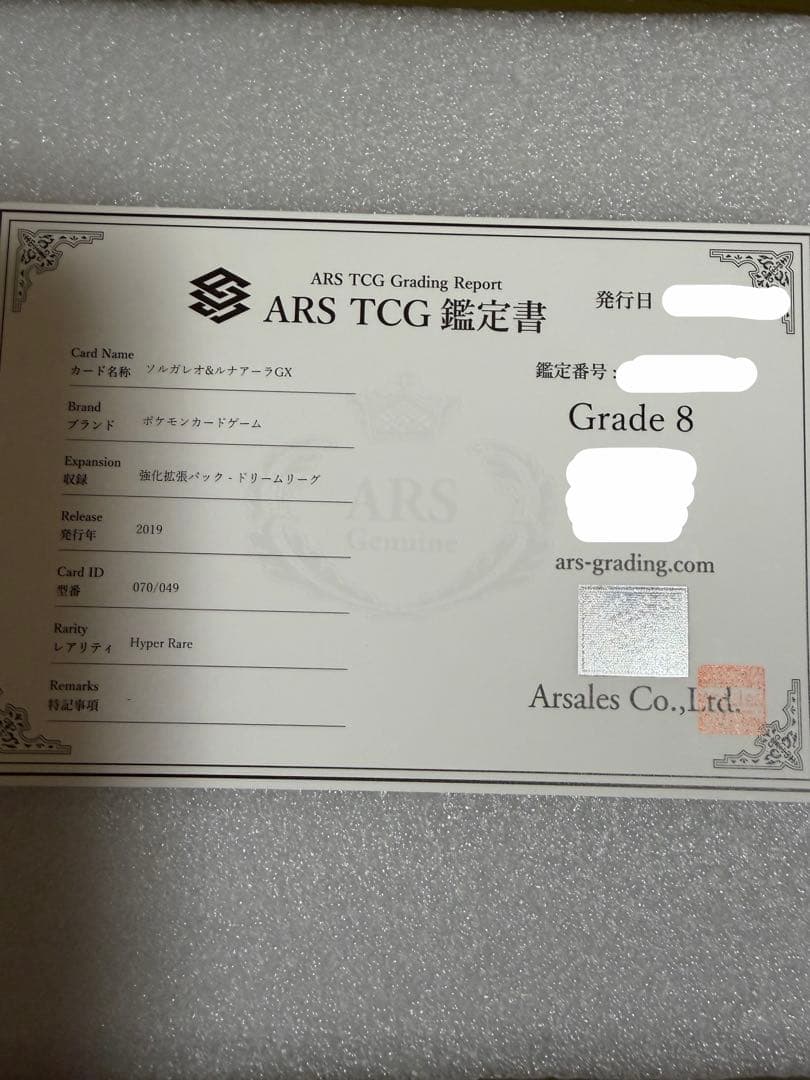 ARS TCG Grading Report
ARS TCG 鑑定書
発行日
Card Name
カード名称 ソルガレオ&ルナアーラGX
Brand
ブランド ポケモンカードゲーム
Expansion
収録 強化拡張パック - ドリームリーグ
Release
発行年 2019
Card ID
型番 070/049
Rarity
レアリティ Hyper Rare
Remarks
特記事項 -
鑑定番号 :
Grade 8
ars-grading.com
Arsales Co.,Ltd.
ARS
Genuine